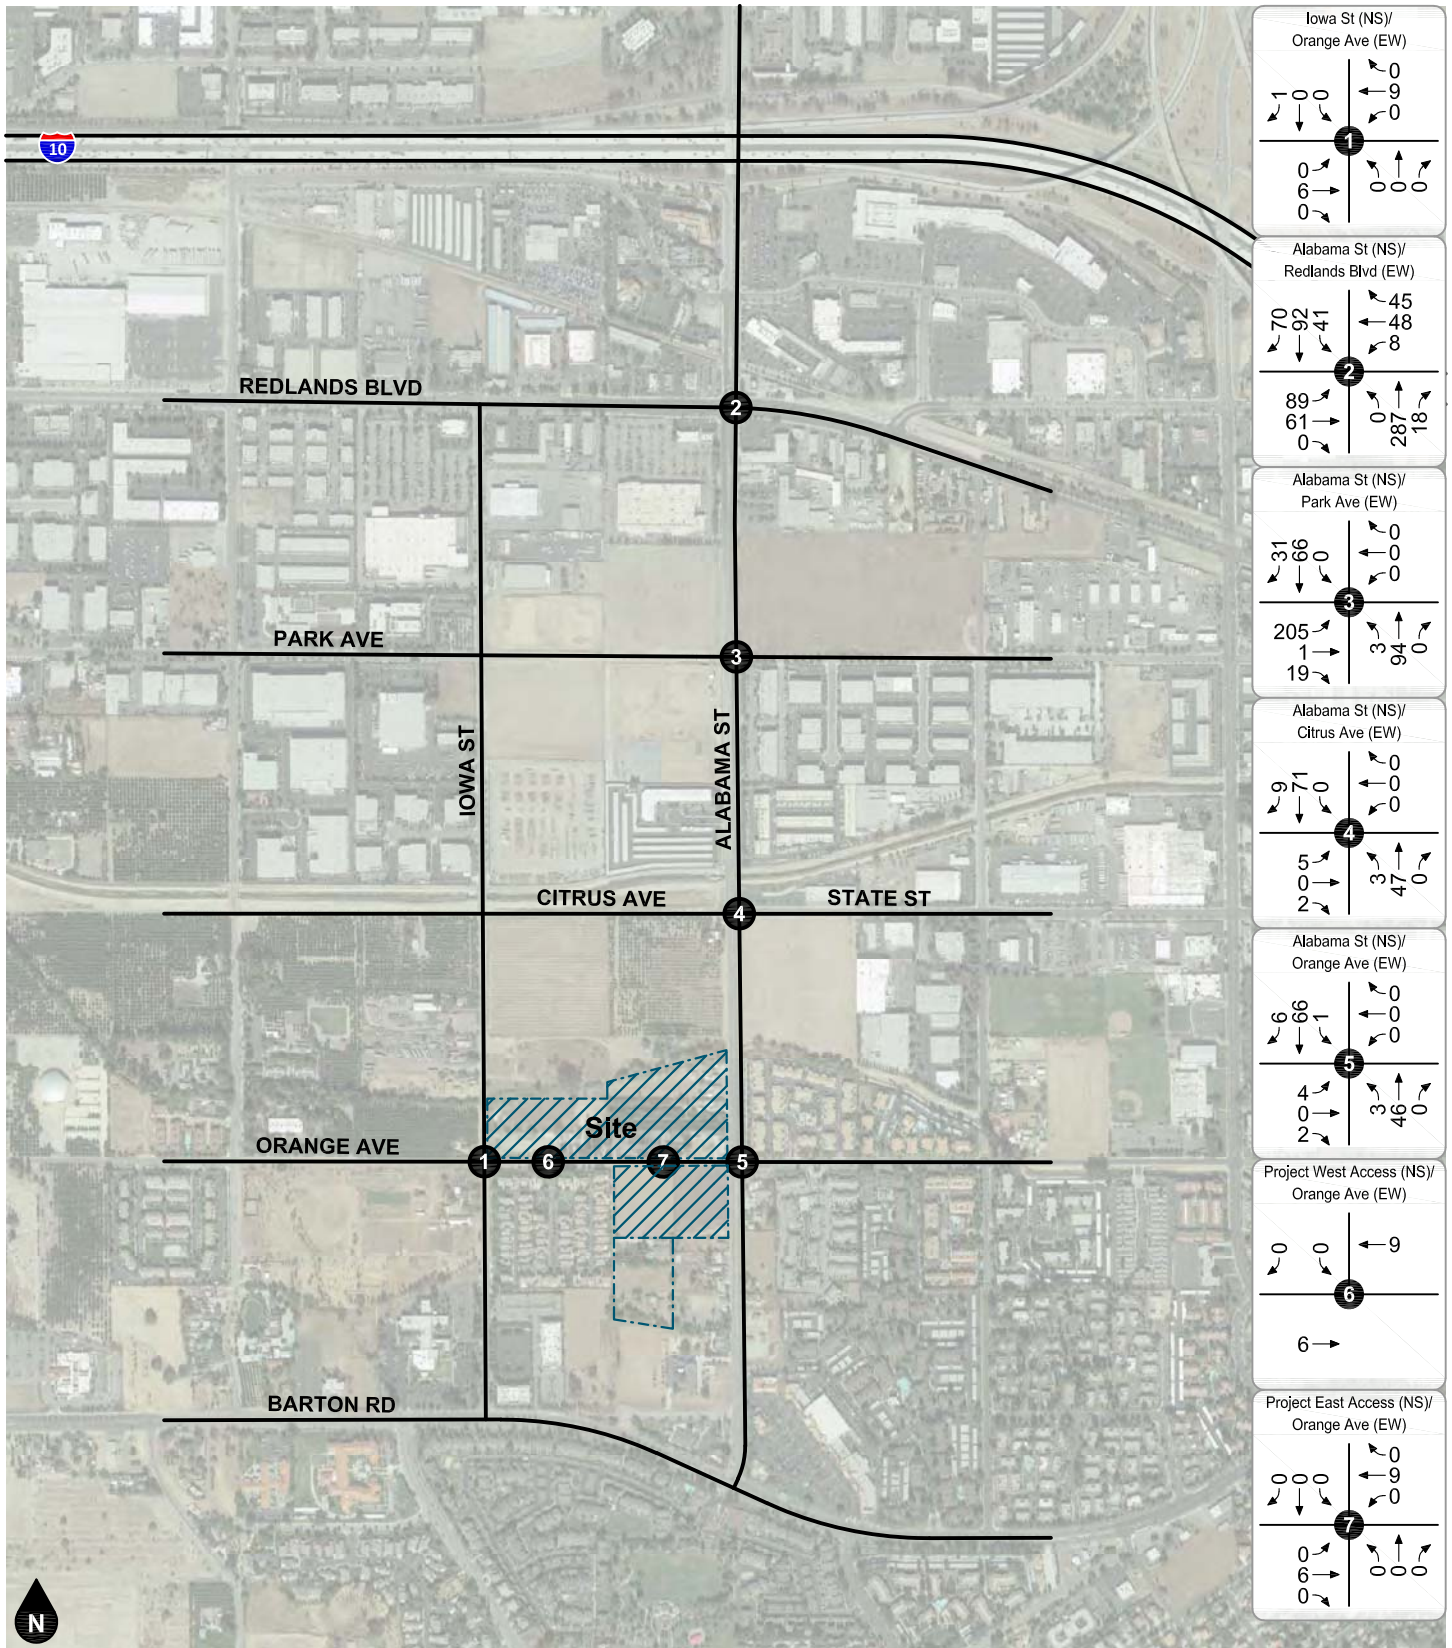 Iowa St (NS)/
Orange Ave (EW)
1 0 0
0
9
0
1
0
6
0
0 0 0
10
Alabama St (NS)/
Redlands Blvd (EW)
70 92 41
45
48
8
2
89
61
0
0 287 18
REDLANDS BLVD
2
Alabama St (NS)/
Park Ave (EW)
31 66 0
0
0
0
3
205
1
19
3 94 0
PARK AVE
3
IOWA ST
ALABAMA ST
Alabama St (NS)/
Citrus Ave (EW)
9 71 0
0
0
0
4
5
0
2
3 47 0
CITRUS AVE
STATE ST
4
Alabama St (NS)/
Orange Ave (EW)
6 66 1
0
0
0
5
4
0
2
3 46 0
Site
ORANGE AVE
1 6 7 5
Project West Access (NS)/
Orange Ave (EW)
0 0
9
6
6
BARTON RD
Project East Access (NS)/
Orange Ave (EW)
0 0 0
0
9
0
7
0
6
0
0 0 0
N